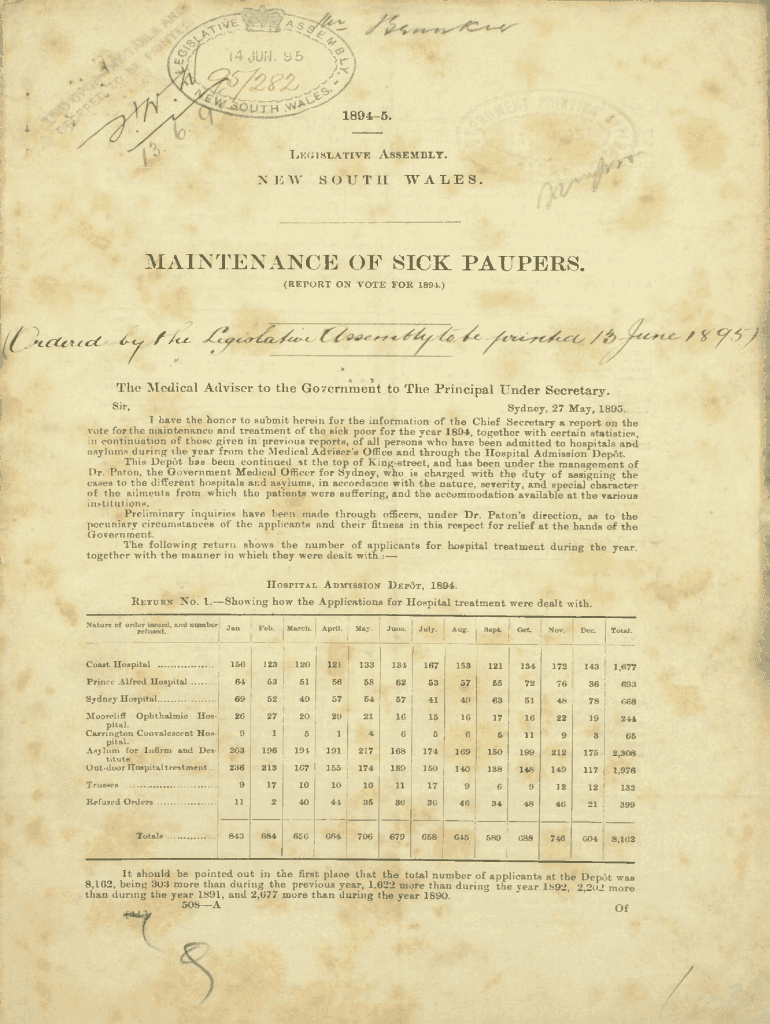 LEGISLATIVE ASSEMBLY
14 JUN. 95
95/282
NEW SOUTH WALES.
13. 6. 9
1894–5.
LEGISLATIVE ASSEMBLY.
NEW SOUTH WALES.
MAINTENANCE OF SICK PAUPERS.
(REPORT ON VOTE FOR 1894.)
(Ordered by the Legislative Assembly to be printed 13 June 1895)
The Medical Adviser to the Government to The Principal Under Secretary.
Sir, Sydney, 27 May, 1895.
I have the honor to submit herein for the information of the Chief Secretary a report on the
vote for the maintenance and treatment of the sick poor for the year 1894, together with certain statistics,
in continuation of those given in previous reports, of all persons who have been admitted to hospitals and
asylums during the year from the Medical Adviser's Office and through the Hospital Admission Depôt.
This Depôt has been continued at the top of King-street, and has been under the management of
Dr. Paton, the Government Medical Officer for Sydney, who is charged with the duty of assigning the
cases to the different hospitals and asylums, in accordance with the nature, severity, and special character
of the ailments from which the patients were suffering, and the accommodation available at the various
institutions.
Preliminary inquiries have been made through officers, under Dr. Paton's direction, as to the
pecuniary circumstances of the applicants and their fitness in this respect for relief at the hands of the
Government.
The following return shows the number of applicants for hospital treatment during the year,
together with the manner in which they were dealt with :—
HOSPITAL ADMISSION DEPÔT, 1894.
RETURN No. 1.—Showing how the Applications for Hospital treatment were dealt with.
Nature of order issued, and number refused. Jan Feb. March. April. May. June. July. Aug. Sept. Oct. Nov. Dec. Total.
Coast Hospital ................ 156 123 120 121 133 134 167 153 121 134 172 143 1,677
Prince Alfred Hospital ........ 64 53 51 56 58 62 53 57 55 72 76 36 693
Sydney Hospital................ 69 52 49 57 54 57 41 40 63 51 48 78 668
Moorcliff Ophthalmic Hospital. 26 27 20 29 21 16 15 16 17 16 22 19 244
Carrington Convalescent Hospital. 9 1 5 1 4 6 5 6 5 11 9 3 65
Asylum for Infirm and Destitute 263 196 194 191 217 168 174 169 150 199 212 175 2,308
Out-door Hospital treatment.. 236 213 167 155 174 189 150 140 138 148 149 117 1,976
Trusses ........................ 9 17 10 10 10 11 17 9 6 9 12 12 132
Refused Orders ............... 11 2 40 44 35 36 36 46 34 48 46 21 399
Totals ............. 843 684 656 664 706 679 658 645 589 688 746 604 8,162
It should be pointed out in the first place that the total number of applicants at the Depôt was
8,162, being 303 more than during the previous year, 1,622 more than during the year 1892, 2,202 more
than during the year 1891, and 2,677 more than during the year 1890.
508—A
Of